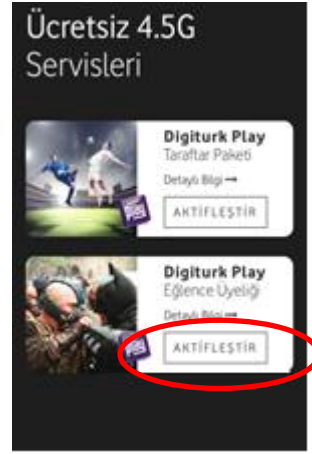 Ücretsiz 4.5G
Servisleri
Digiturk Play
Taraftar Paketi
Detaylı Bilgi →
AKTİFLEŞTİR
Digiturk Play
Eğlence Üyeliği
Detaylı Bilgi →
AKTİFLEŞTİR